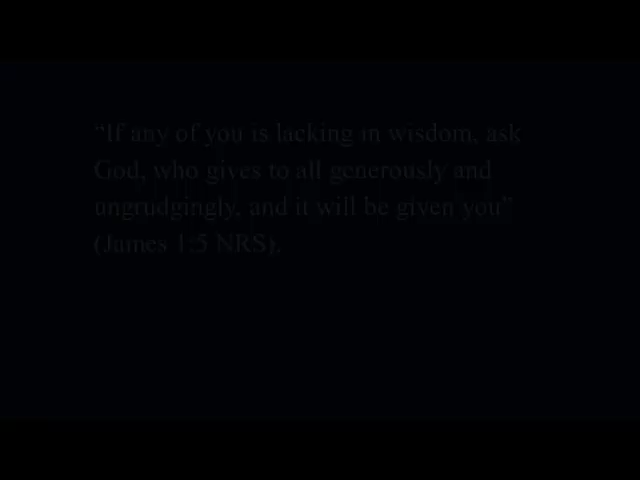 “If any of you is lacking in wisdom, ask
God, who gives to all generously and
ungrudgingly, and it will be given you”
(James 1:5 NRS).